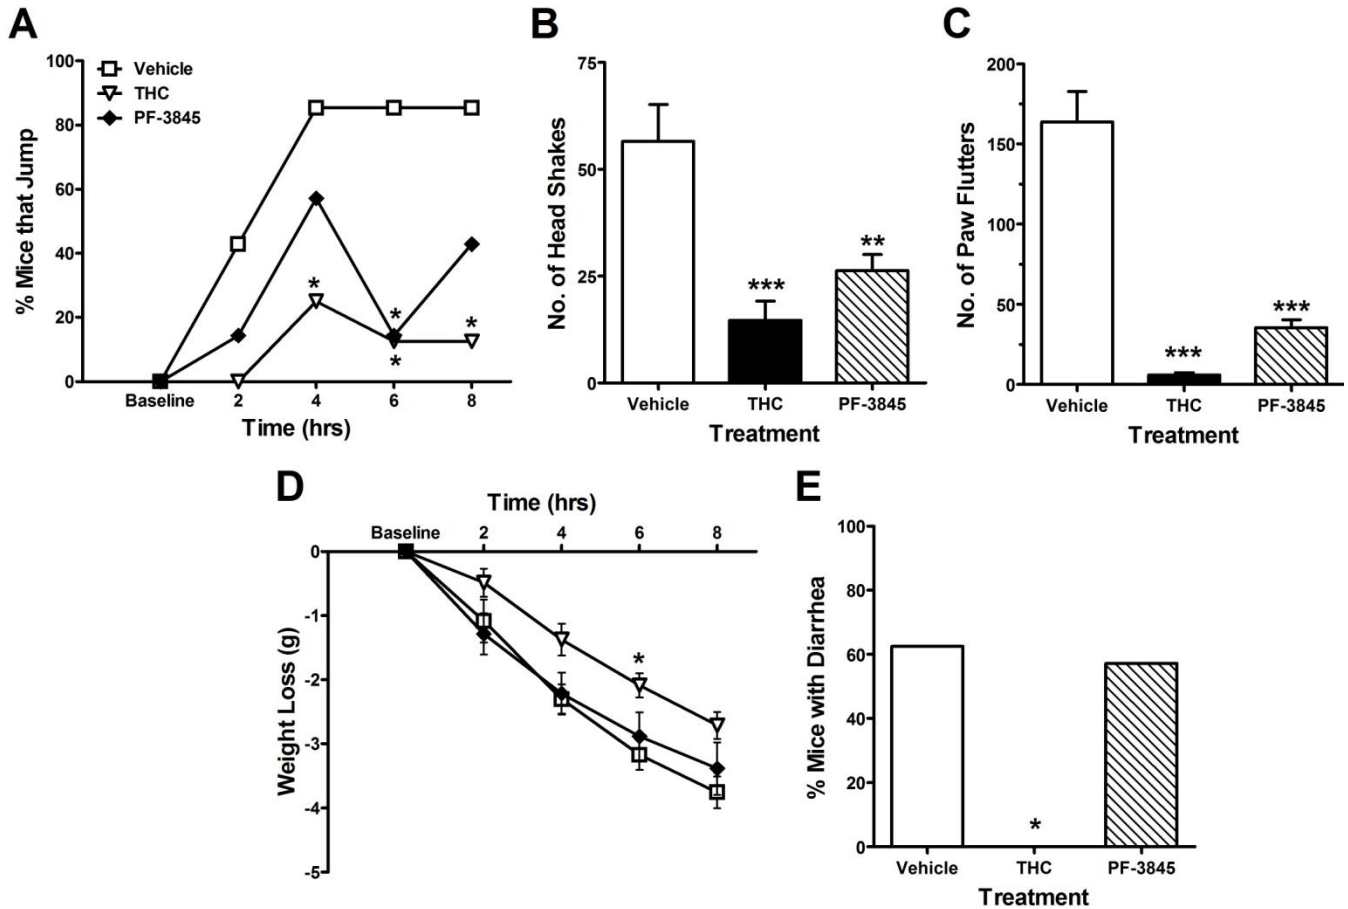 A
100
80
60
40
20
0
% Mice that Jump
Vehicle
THC
PF-3845
*
*
*
*
Baseline 2 4 6 8
Time (hrs)
B
75
50
25
0
No. of Head Shakes
***
**
Vehicle THC PF-3845
Treatment
C
200
150
100
50
0
No. of Paw Flutters
***
***
Vehicle THC PF-3845
Treatment
D
Time (hrs)
Baseline 2 4 6 8
0
-1
-2
-3
-4
-5
Weight Loss (g)
*
E
100
80
60
40
20
0
% Mice with Diarrhea
*
Vehicle THC PF-3845
Treatment